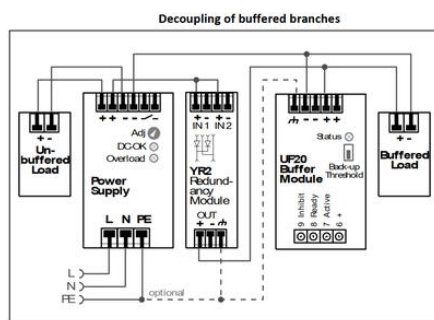 Decoupling of buffered branches
+ -
Un-
buffered
Load
+ + - -
Adj
DC-OK
Overload
Power
Supply
L N PE
+ - + -
IN 1 IN 2
YR2
Redund-
ancy
Module
OUT
+ -
- - + +
Status
UF20
Buffer
Module
Back-up
Threshold
9 Inhibit
8 Ready
7 Active
6 +
+ -
Buffered
Load
L
N
PE
optional